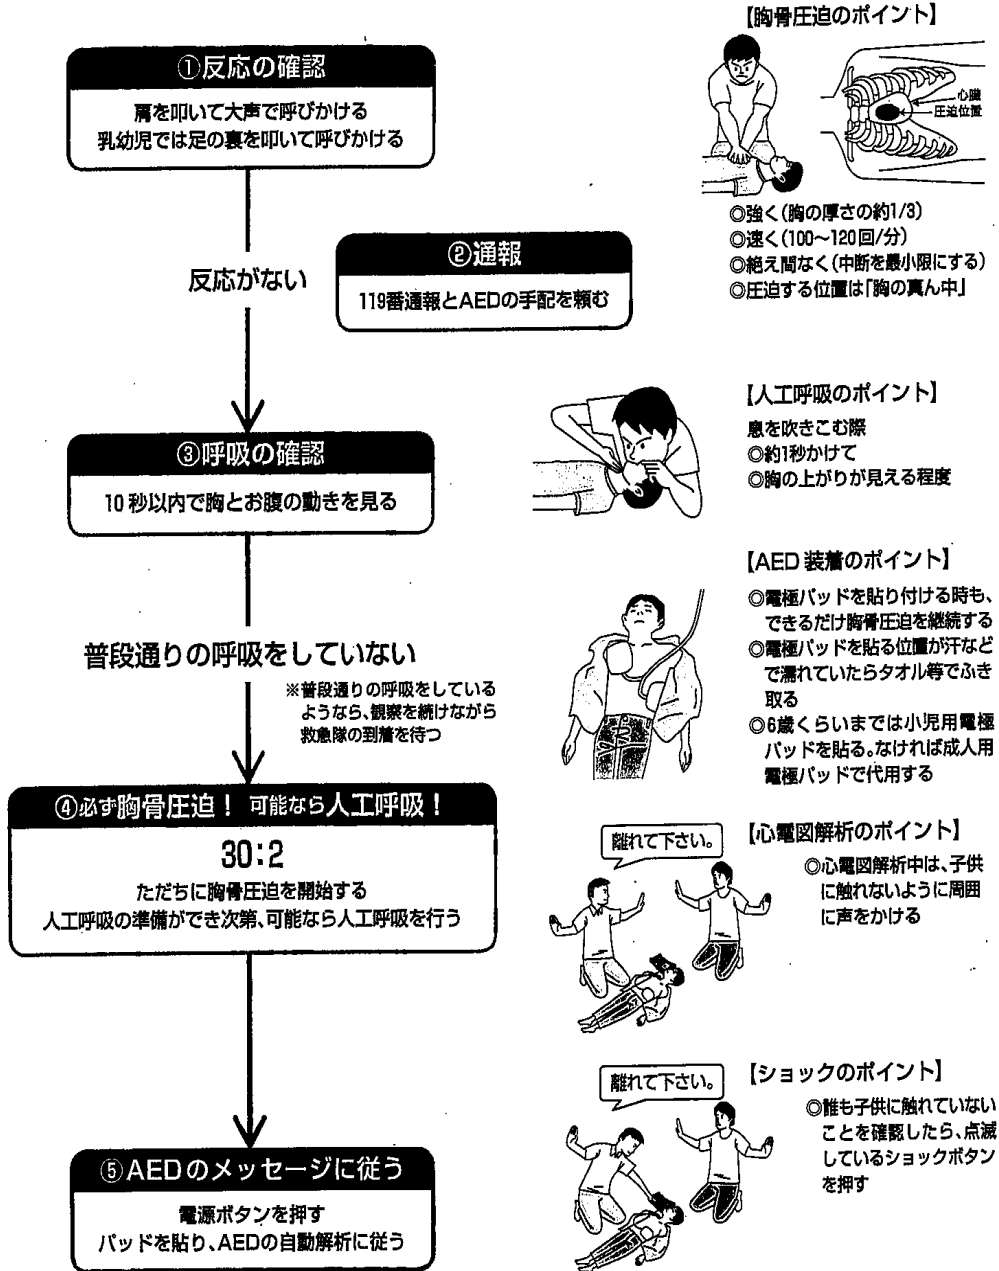 ①反応の確認
肩を叩いて大声で呼びかける
乳幼児では足の裏を叩いて呼びかける
反応がない
②通報
119番通報とAEDの手配を頼む
③呼吸の確認
10秒以内で胸とお腹の動きを見る
普段通りの呼吸をしていない
※普段通りの呼吸をしている
ようなら、観察を続けながら
救急隊の到着を待つ
④必ず胸骨圧迫！ 可能なら人工呼吸！
30：2
ただちに胸骨圧迫を開始する
人工呼吸の準備ができ次第、可能なら人工呼吸を行う
⑤AEDのメッセージに従う
電源ボタンを押す
パッドを貼り、AEDの自動解析に従う
【胸骨圧迫のポイント】
心臓
圧迫位置
◎強く（胸の厚さの約1/3）
◎速く（100～120回/分）
◎絶え間なく（中断を最小限にする）
◎圧迫する位置は「胸の真ん中」
【人工呼吸のポイント】
息を吹きこむ際
◎約1秒かけて
◎胸の上がりが見える程度
【AED装着のポイント】
◎電極パッドを貼り付ける時も、
できるだけ胸骨圧迫を継続する
◎電極パッドを貼る位置が汗など
で濡れていたらタオル等でふき
取る
◎6歳くらいまでは小児用電極
パッドを貼る。なければ成人用
電極パッドで代用する
【心電図解析のポイント】
離れて下さい。
◎心電図解析中は、子供
に触れないように周囲
に声をかける
【ショックのポイント】
離れて下さい。
◎誰も子供に触れていない
ことを確認したら、点滅
しているショックボタン
を押す